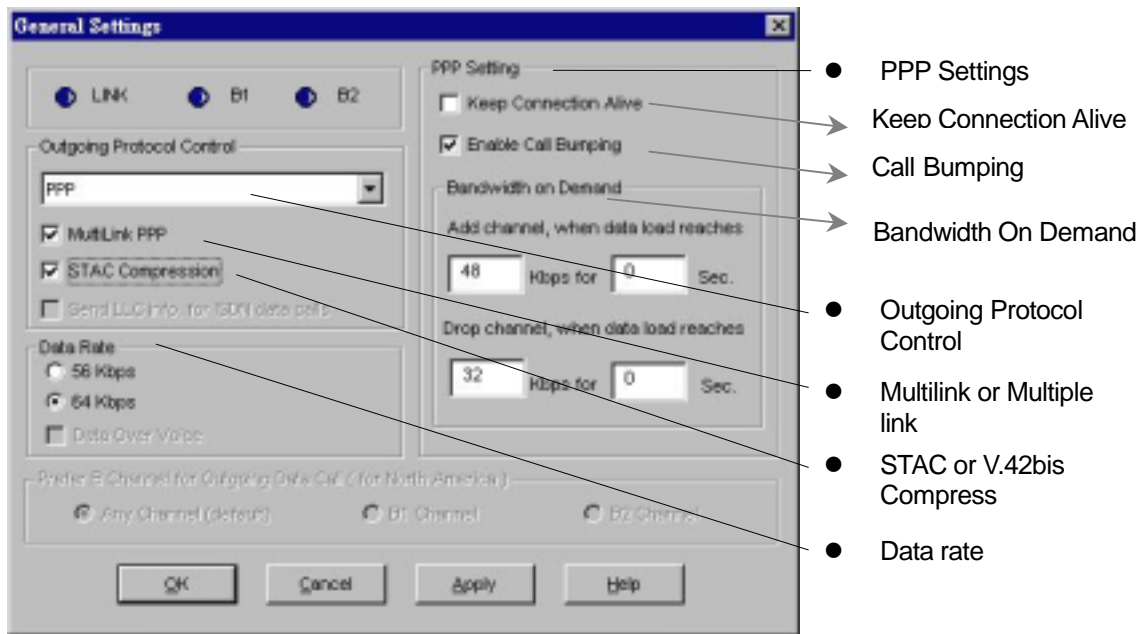 General Settings
LINK
B1
B2
Outgoing Protocol Control
PPP
MultiLink PPP
STAC Compression
Send LLC info. for ISDN data calls
Data Rate
56 Kbps
64 Kbps
Data Over Voice
PPP Setting
Keep Connection Alive
Enable Call Bumping
Bandwidth on Demand
Add channel, when data load reaches
48 Kbps for 0 Sec.
Drop channel, when data load reaches
32 Kbps for 0 Sec.
Prefer B Channel for Outgoing Data Call ( for North America )
Any Channel (default)
B1 Channel
B2 Channel
OK
Cancel
Apply
Help
● PPP Settings
Keep Connection Alive
Call Bumping
Bandwidth On Demand
● Outgoing Protocol
Control
● Multilink or Multiple
link
● STAC or V.42bis
Compress
● Data rate